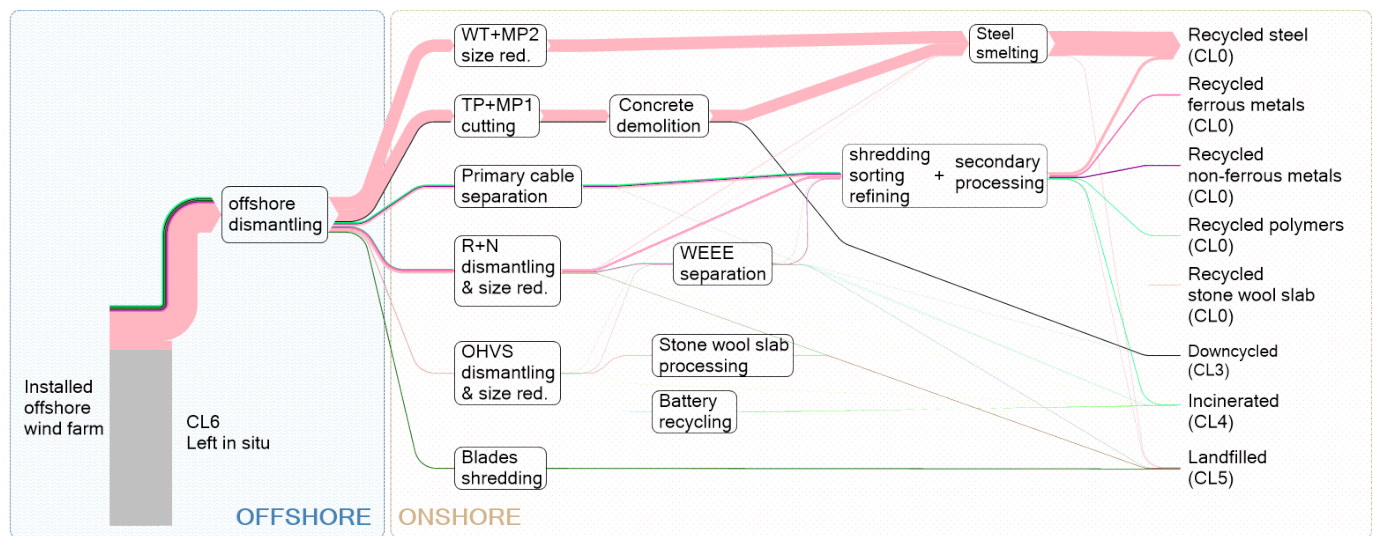 Installed
offshore
wind farm
CL6
Left in situ
offshore
dismantling
OFFSHORE
ONSHORE
WT+MP2
size red.
TP+MP1
cutting
Concrete
demolition
Primary cable
separation
R+N
dismantling
& size red.
WEEE
separation
OHVS
dismantling
& size red.
Stone wool slab
processing
Battery
recycling
Blades
shredding
Steel
smelting
shredding
sorting
refining
+
secondary
processing
Recycled steel
(CL0)
Recycled
ferrous metals
(CL0)
Recycled
non-ferrous metals
(CL0)
Recycled polymers
(CL0)
Recycled
stone wool slab
(CL0)
Downcycled
(CL3)
Incinerated
(CL4)
Landfilled
(CL5)